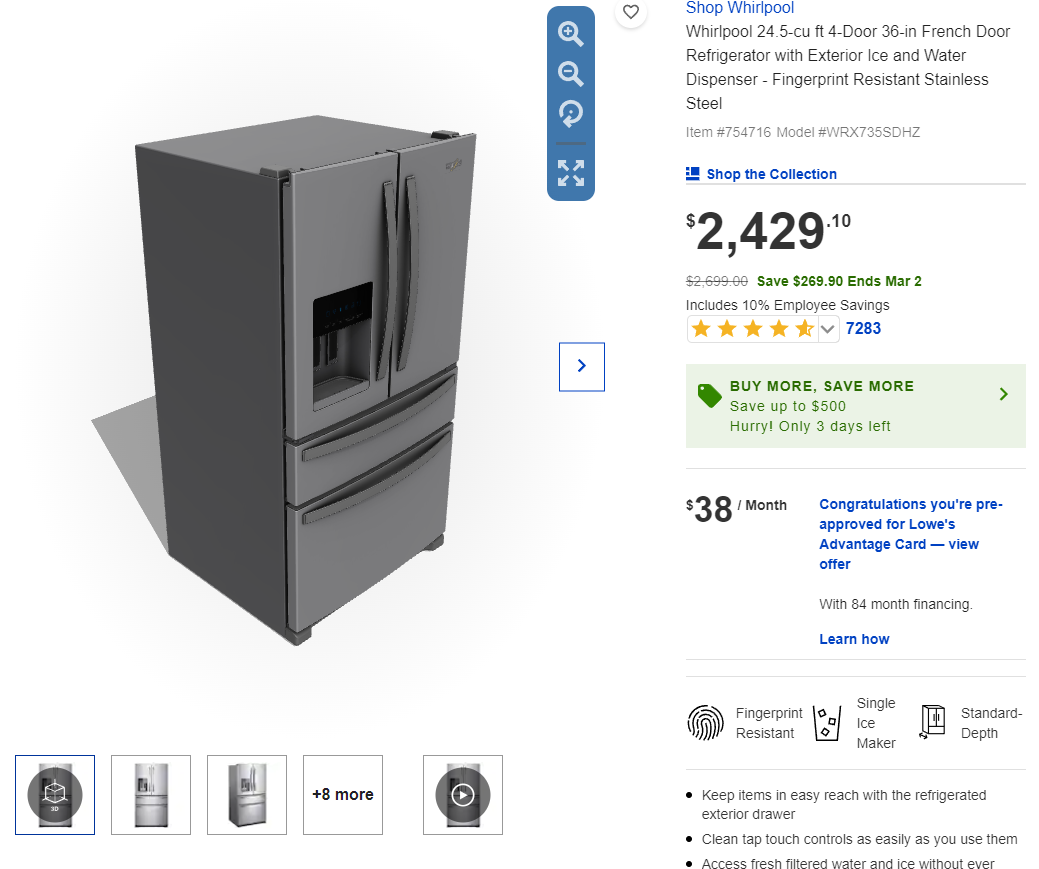 Shop Whirlpool
Whirlpool 24.5-cu ft 4-Door 36-in French Door
Refrigerator with Exterior Ice and Water
Dispenser - Fingerprint Resistant Stainless
Steel
Item #754716 Model #WRX735SDHZ
Shop the Collection
$2,429.10
$2,699.00 Save $269.90 Ends Mar 2
Includes 10% Employee Savings
7283
BUY MORE, SAVE MORE
Save up to $500
Hurry! Only 3 days left
$38 / Month
Congratulations you're pre-
approved for Lowe's
Advantage Card — view
offer
With 84 month financing.
Learn how
Fingerprint
Resistant
Single
Ice
Maker
Standard-
Depth
3D
+8 more
Keep items in easy reach with the refrigerated
exterior drawer
Clean tap touch controls as easily as you use them
Access fresh filtered water and ice without ever